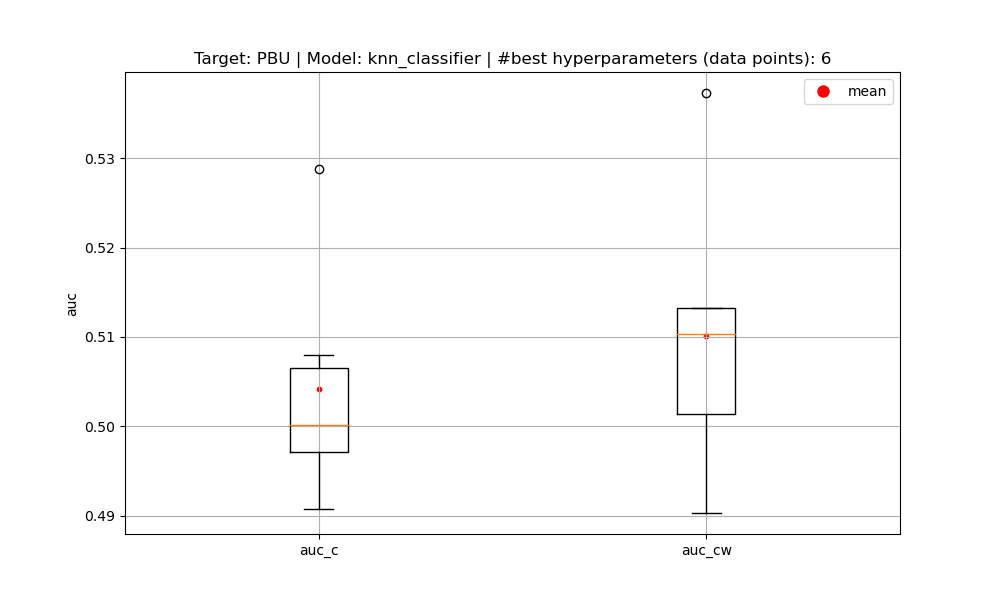 Target: PBU | Model: knn_classifier | #best hyperparameters (data points): 6
mean
0.53
0.52
0.51
0.50
0.49
auc
auc_c
auc_cw